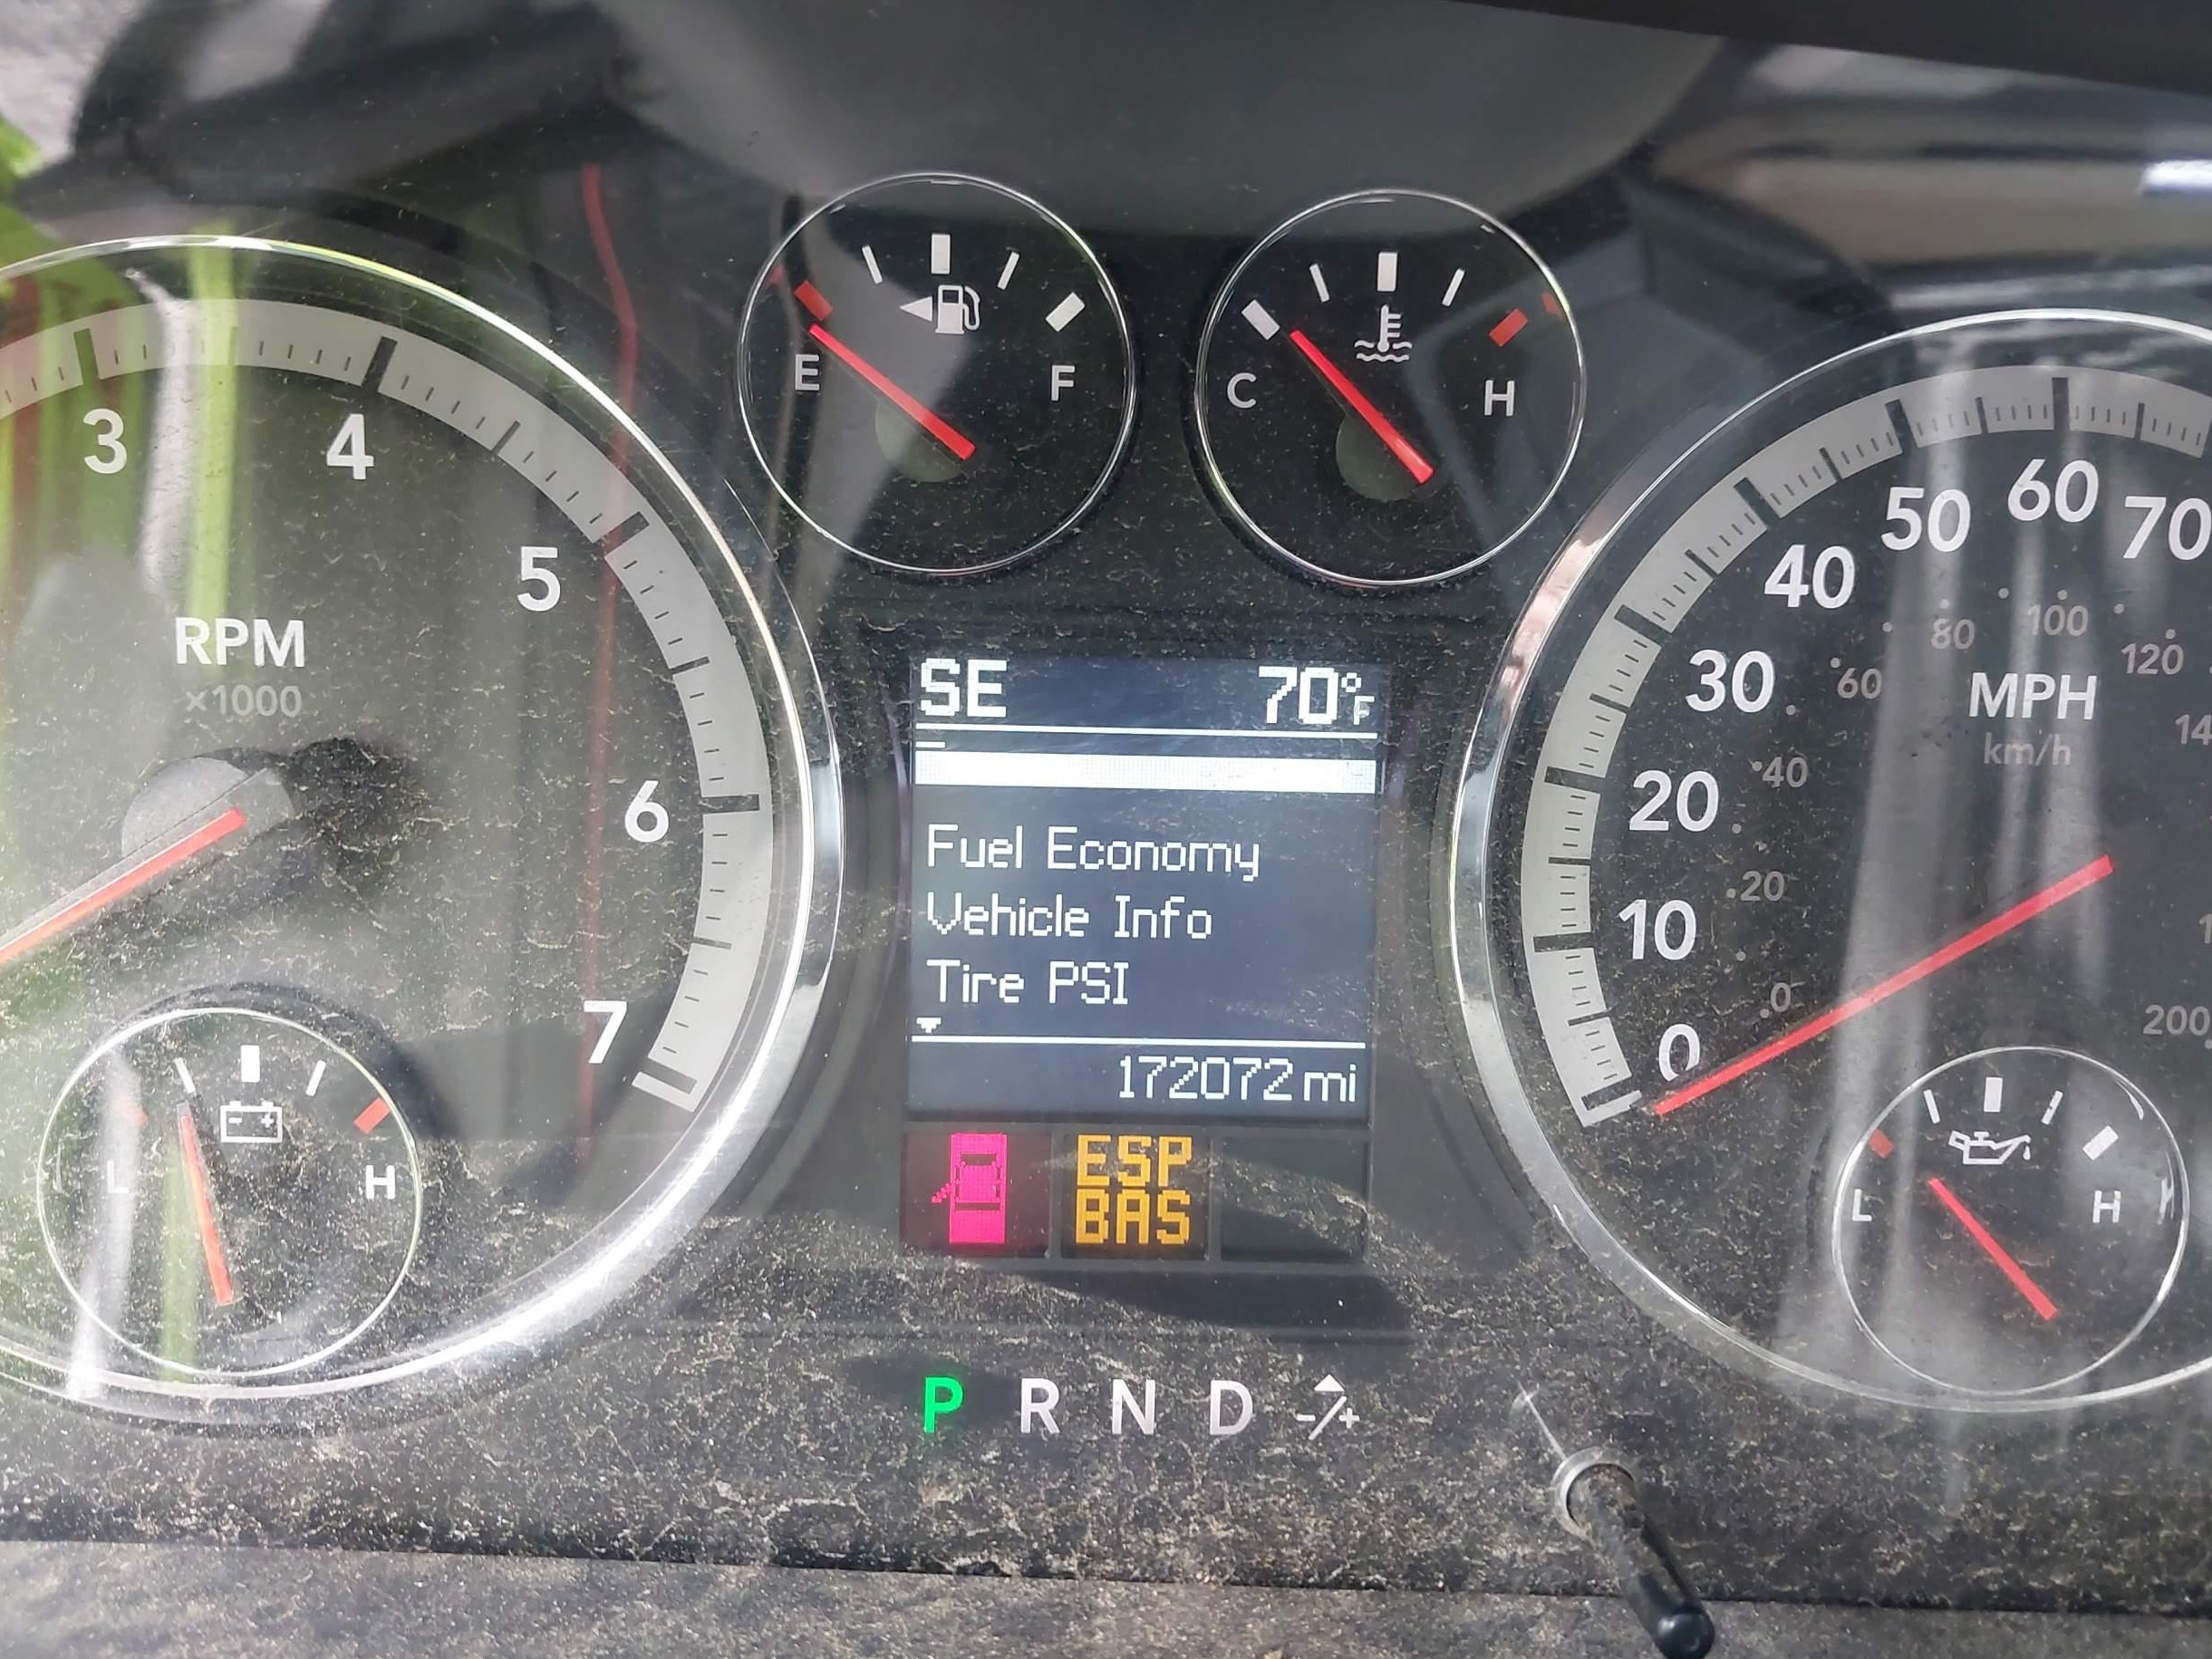 E
F
C
H
3
4
5
6
7
RPM
×1000
L
H
SE 70°F
Fuel Economy
Vehicle Info
Tire PSI
172072 mi
ESP
BAS
P R N D -/+
0
10
20
30
40
50
60
70
0
20
40
60
80
100
120
200
MPH
km/h
L
H